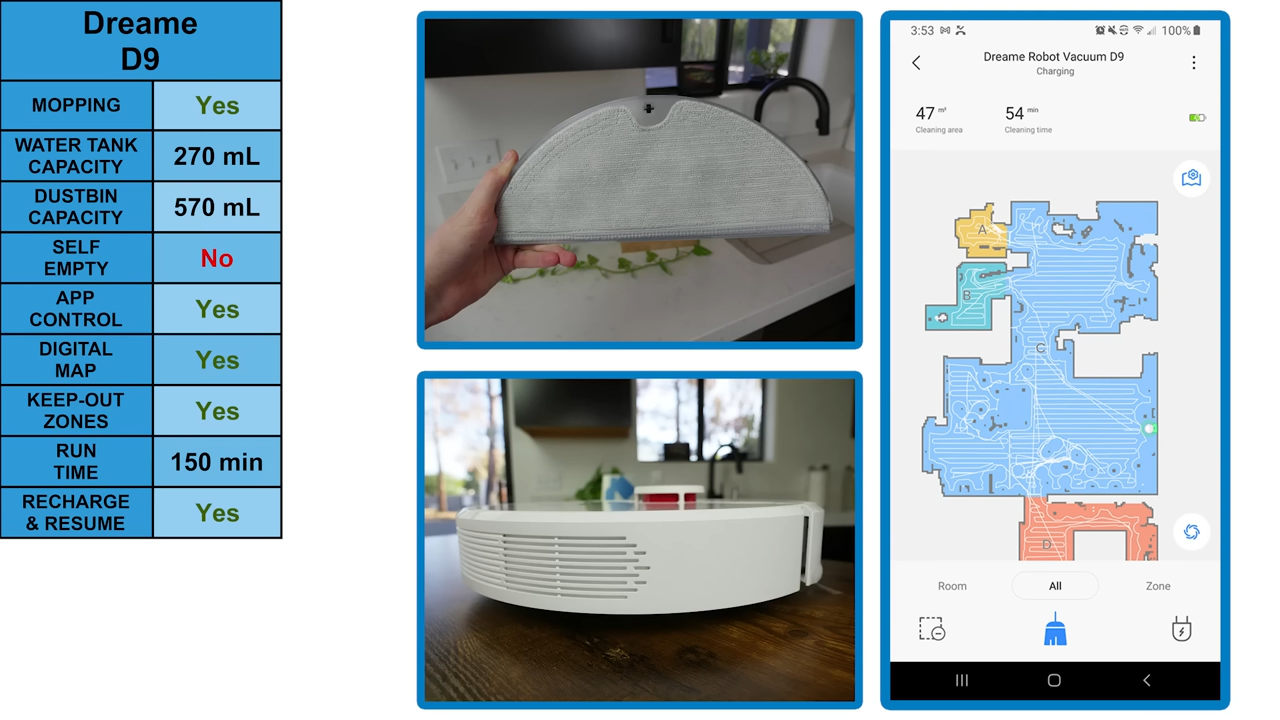 Dreame
D9
MOPPING Yes
WATER TANK
CAPACITY
270 mL
DUSTBIN
CAPACITY
570 mL
SELF
EMPTY
No
APP
CONTROL
Yes
DIGITAL
MAP
Yes
KEEP-OUT
ZONES
Yes
RUN
TIME
150 min
RECHARGE
& RESUME
Yes
3:53 100%
Dreame Robot Vacuum D9
Charging
47 m² 54 min
Cleaning area Cleaning time
A
B
C
D
Room All Zone